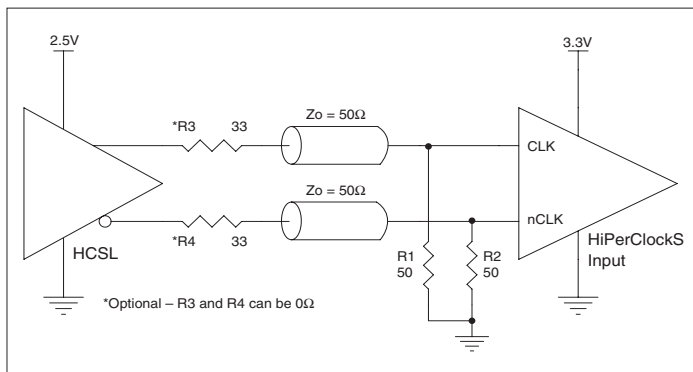 2.5V
3.3V
*R3 33
Zo = 50Ω
CLK
Zo = 50Ω
nCLK
*R4 33
HCSL
R1
50
R2
50
HiPerClockS
Input
*Optional – R3 and R4 can be 0Ω